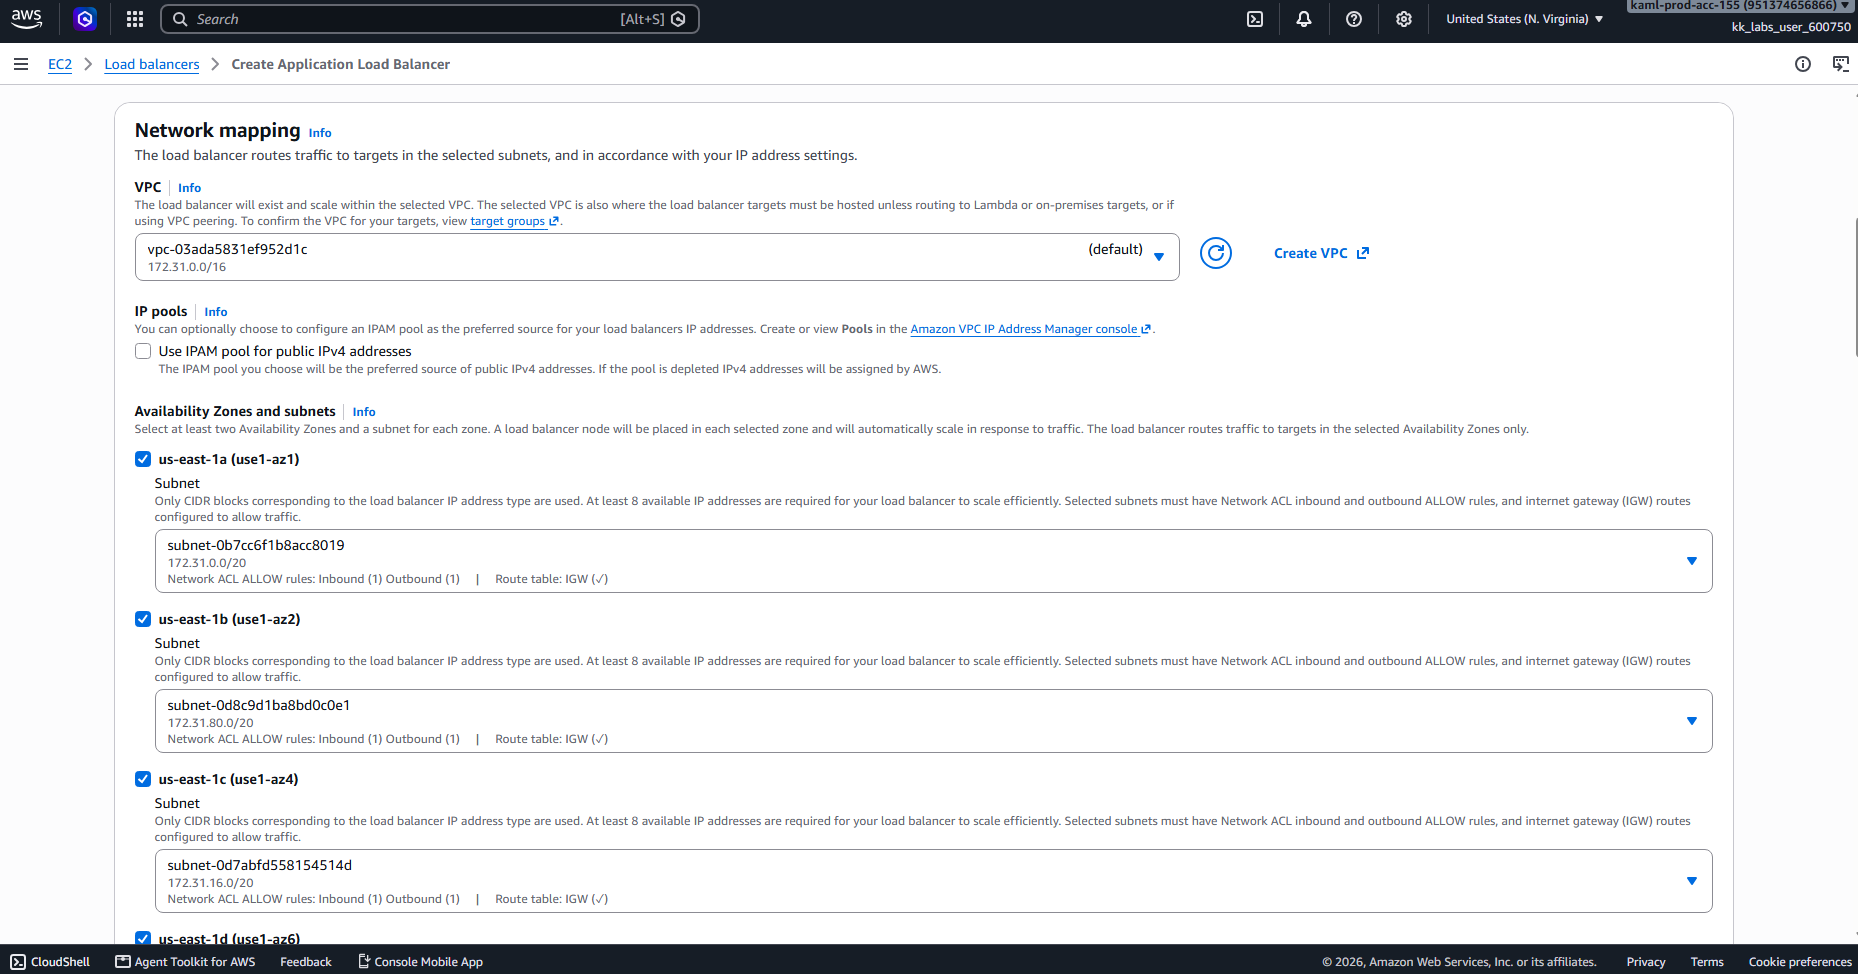 aws
Search
[Alt+S]
United States (N. Virginia)
kaml-prod-acc-155 (951374656866)
kk_labs_user_600750
EC2
Load balancers
Create Application Load Balancer
Network mapping Info
The load balancer routes traffic to targets in the selected subnets, and in accordance with your IP address settings.
VPC Info
The load balancer will exist and scale within the selected VPC. The selected VPC is also where the load balancer targets must be hosted unless routing to Lambda or on-premises targets, or if
using VPC peering. To confirm the VPC for your targets, view target groups.
vpc-03ada5831ef952d1c (default)
172.31.0.0/16
Create VPC
IP pools Info
You can optionally choose to configure an IPAM pool as the preferred source for your load balancers IP addresses. Create or view Pools in the Amazon VPC IP Address Manager console.
Use IPAM pool for public IPv4 addresses
The IPAM pool you choose will be the preferred source of public IPv4 addresses. If the pool is depleted IPv4 addresses will be assigned by AWS.
Availability Zones and subnets Info
Select at least two Availability Zones and a subnet for each zone. A load balancer node will be placed in each selected zone and will automatically scale in response to traffic. The load balancer routes traffic to targets in the selected Availability Zones only.
us-east-1a (use1-az1)
Subnet
Only CIDR blocks corresponding to the load balancer IP address type are used. At least 8 available IP addresses are required for your load balancer to scale efficiently. Selected subnets must have Network ACL inbound and outbound ALLOW rules, and internet gateway (IGW) routes
configured to allow traffic.
subnet-0b7cc6f1b8acc8019
172.31.0.0/20
Network ACL ALLOW rules: Inbound (1) Outbound (1) | Route table: IGW (✓)
us-east-1b (use1-az2)
Subnet
Only CIDR blocks corresponding to the load balancer IP address type are used. At least 8 available IP addresses are required for your load balancer to scale efficiently. Selected subnets must have Network ACL inbound and outbound ALLOW rules, and internet gateway (IGW) routes
configured to allow traffic.
subnet-0d8c9d1ba8bd0c0e1
172.31.80.0/20
Network ACL ALLOW rules: Inbound (1) Outbound (1) | Route table: IGW (✓)
us-east-1c (use1-az4)
Subnet
Only CIDR blocks corresponding to the load balancer IP address type are used. At least 8 available IP addresses are required for your load balancer to scale efficiently. Selected subnets must have Network ACL inbound and outbound ALLOW rules, and internet gateway (IGW) routes
configured to allow traffic.
subnet-0d7abfd558154514d
172.31.16.0/20
Network ACL ALLOW rules: Inbound (1) Outbound (1) | Route table: IGW (✓)
us-east-1d (use1-az6)
CloudShell
Agent Toolkit for AWS
Feedback
Console Mobile App
© 2026, Amazon Web Services, Inc. or its affiliates.
Privacy
Terms
Cookie preferences